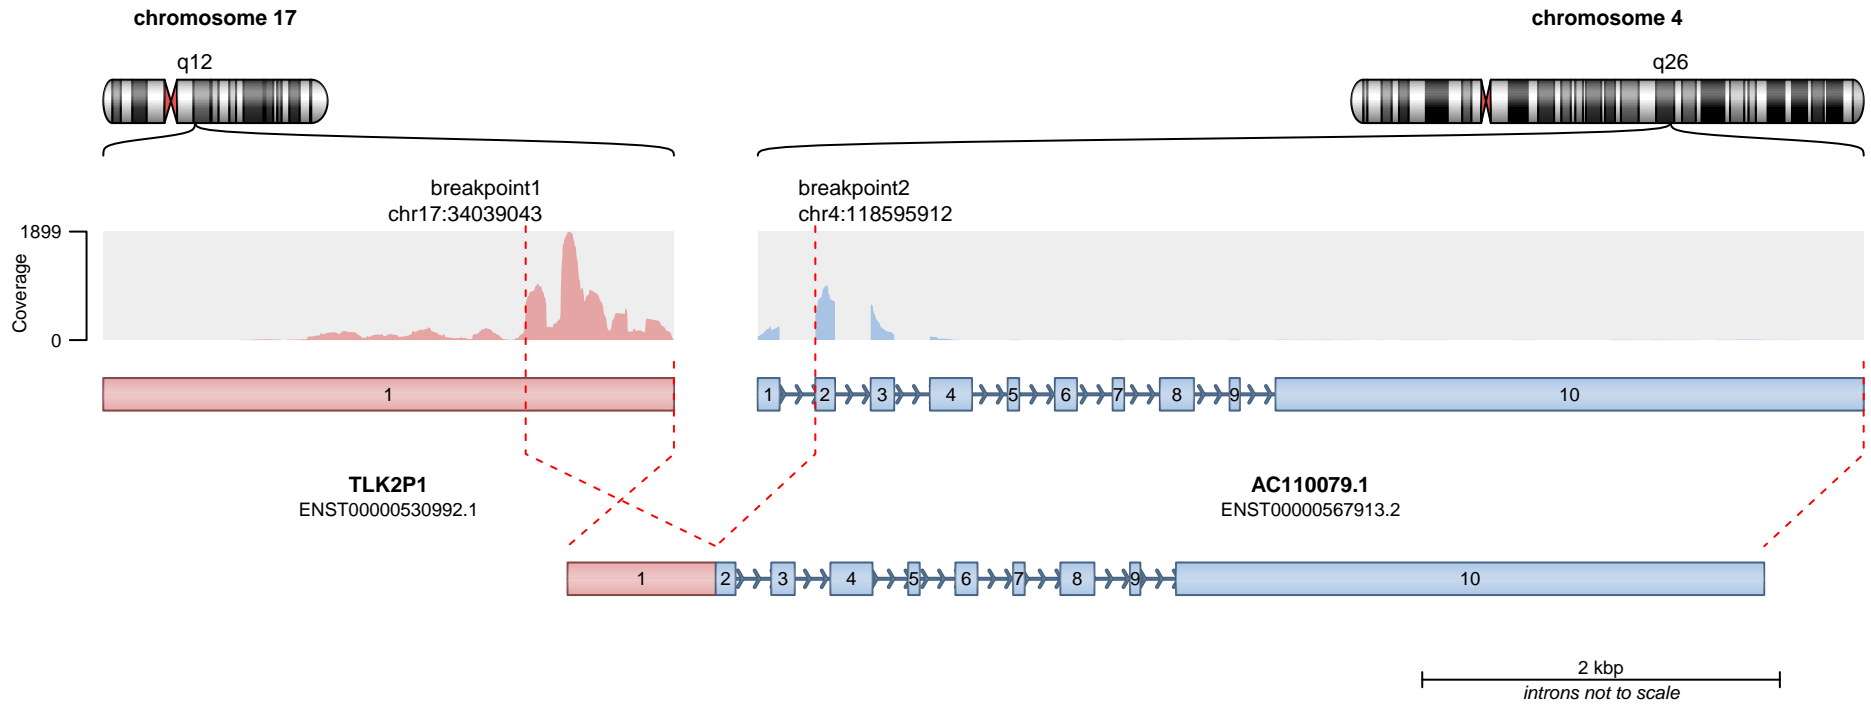 chromosome 17
chromosome 4
q12
q26
breakpoint1
chr17:34039043
breakpoint2
chr4:118595912
1899
Coverage
0
1
1 2 3 4 5 6 7 8 9 10
TLK2P1
ENST00000530992.1
AC110079.1
ENST00000567913.2
1 2 3 4 5 6 7 8 9 10
2 kbp
introns not to scale